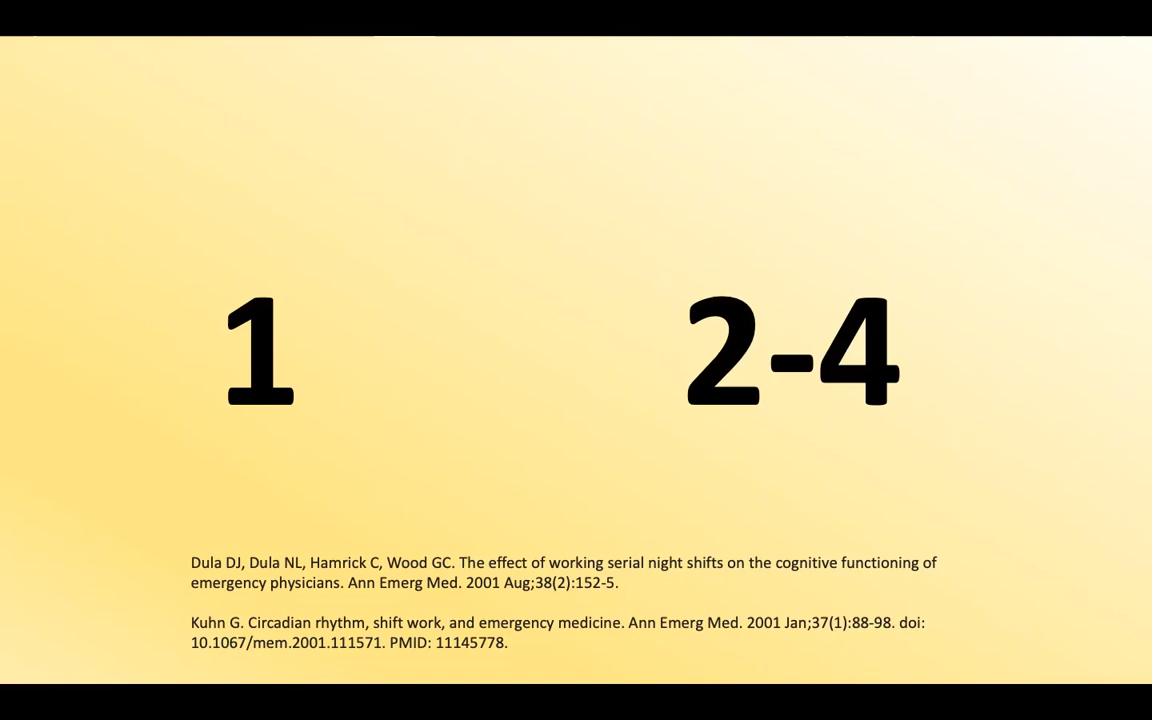 1
2-4
Dula DJ, Dula NL, Hamrick C, Wood GC. The effect of working serial night shifts on the cognitive functioning of
emergency physicians. Ann Emerg Med. 2001 Aug;38(2):152-5.
Kuhn G. Circadian rhythm, shift work, and emergency medicine. Ann Emerg Med. 2001 Jan;37(1):88-98. doi:
10.1067/mem.2001.111571. PMID: 11145778.